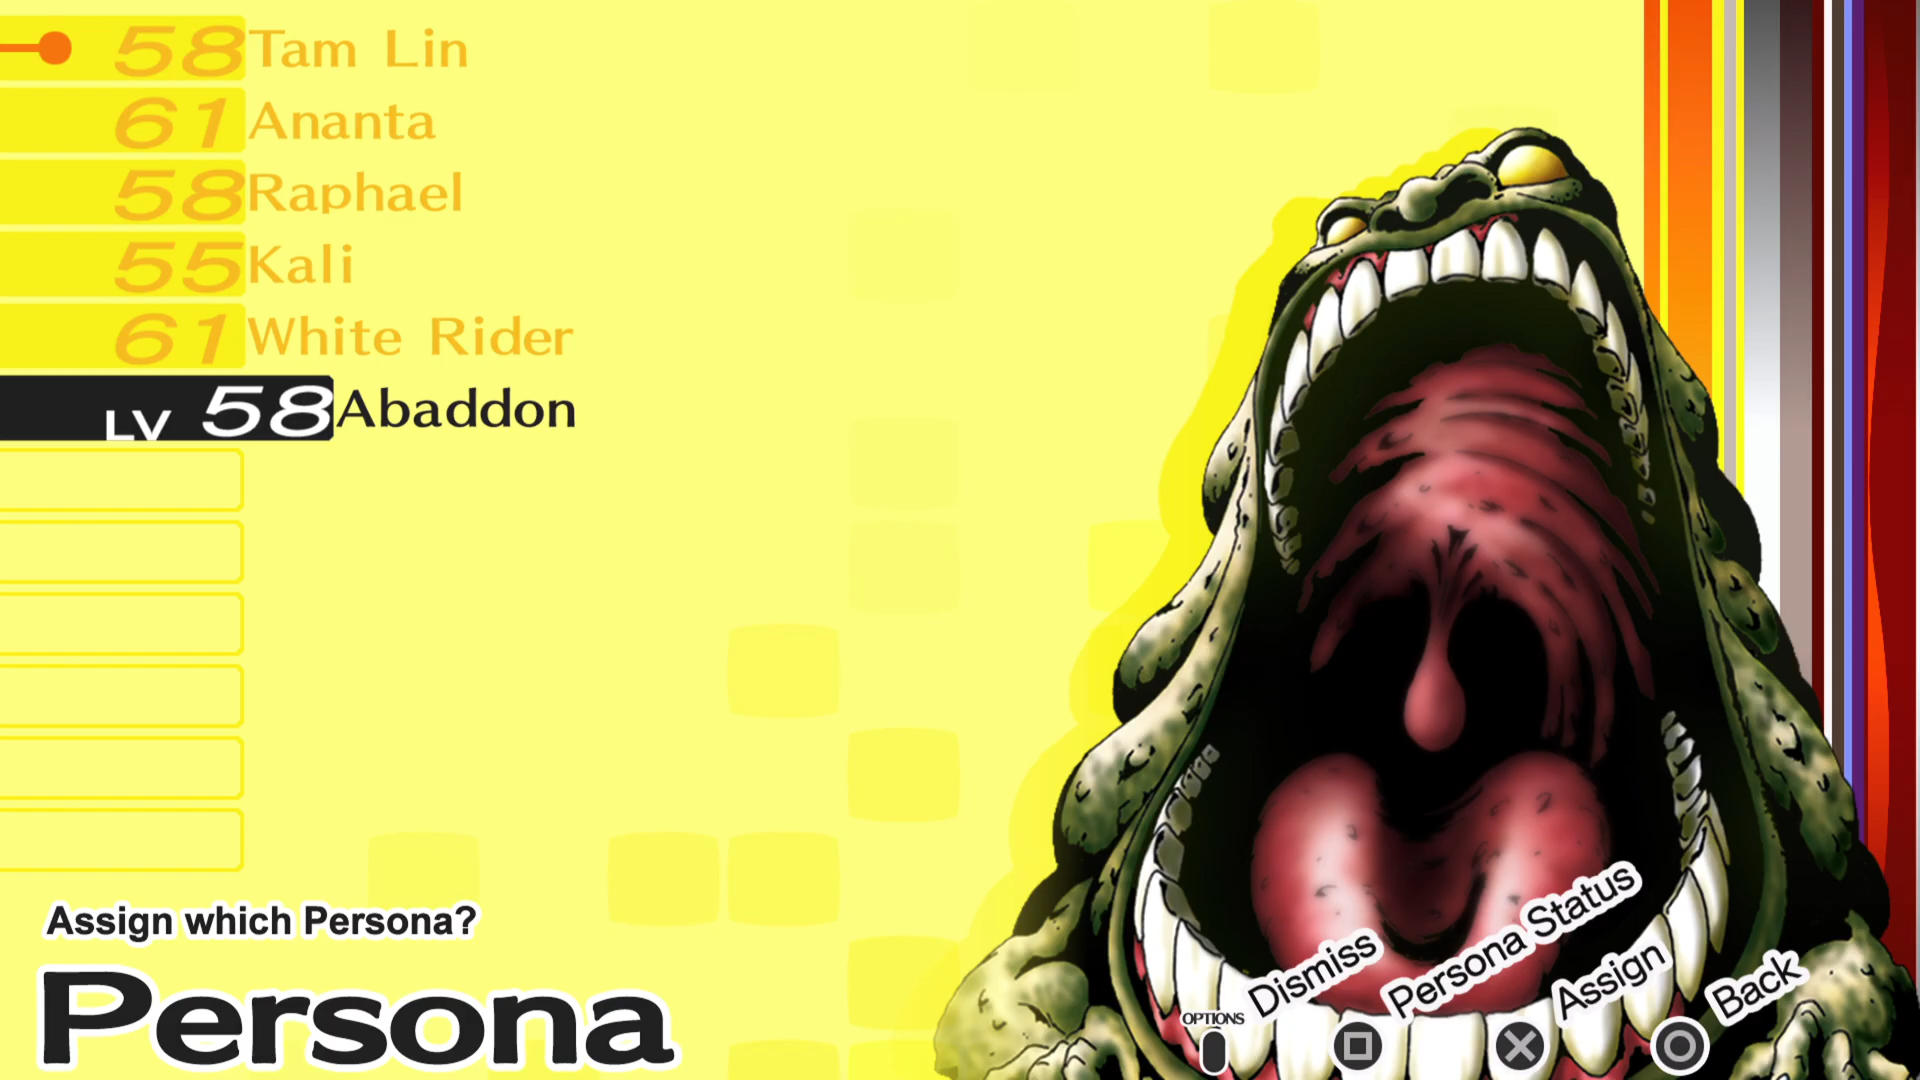 58 Tam Lin
61 Ananta
58 Raphael
55 Kali
61 White Rider
LV 58 Abaddon
Assign which Persona?
Persona
OPTIONS Dismiss
Persona Status
Assign
Back